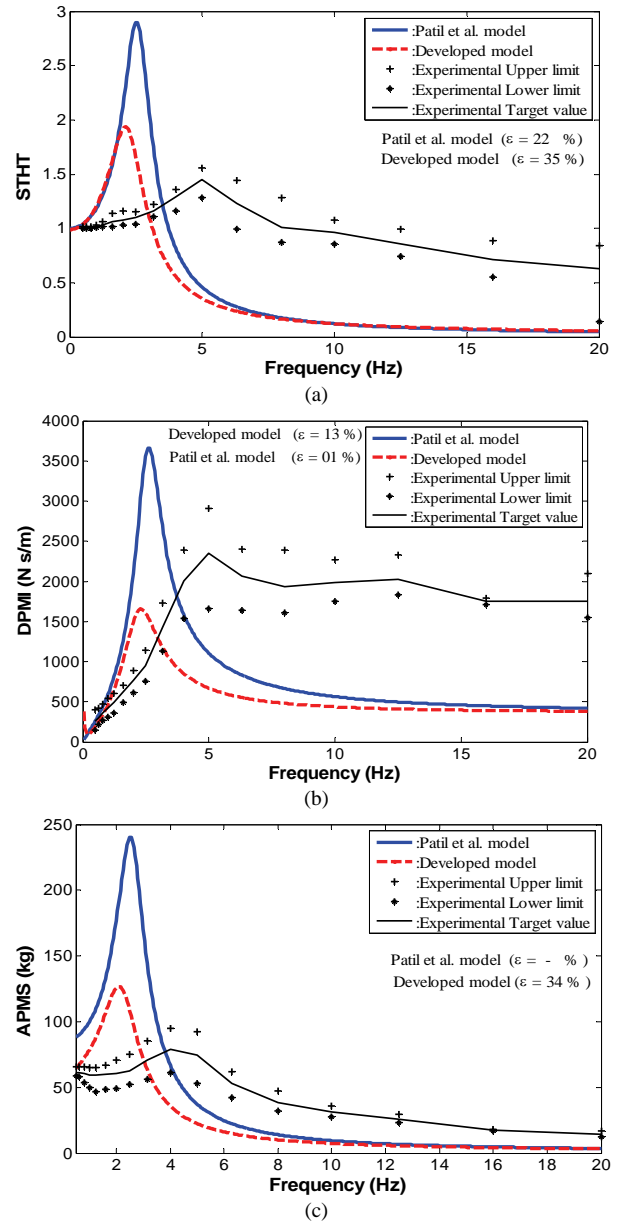 3
:Patil et al. model
:Developed model
2.5
:Experimental Upper limit
:Experimental Lower limit
:Experimental Target value
2
Patil et al. model (ε = 22 %)
Developed model (ε = 35 %)
STHT
1.5
1
0.5
0
0 5 10 15 20
Frequency (Hz)
(a)
4000
Developed model (ε = 13 %)
:Patil et al. model
3500
Patil et al. model (ε = 01 %)
:Developed model
:Experimental Upper limit
3000
:Experimental Lower limit
:Experimental Target value
2500
DPMI (N s/m)
2000
1500
1000
500
0
0 5 10 15 20
Frequency (Hz)
(b)
250
:Patil et al. model
:Developed model
:Experimental Upper limit
200
:Experimental Lower limit
:Experimental Target value
150
Patil et al. model (ε = - %)
Developed model (ε = 34 %)
APMS (kg)
100
50
0
2 4 6 8 10 12 14 16 18 20
Frequency (Hz)
(c)